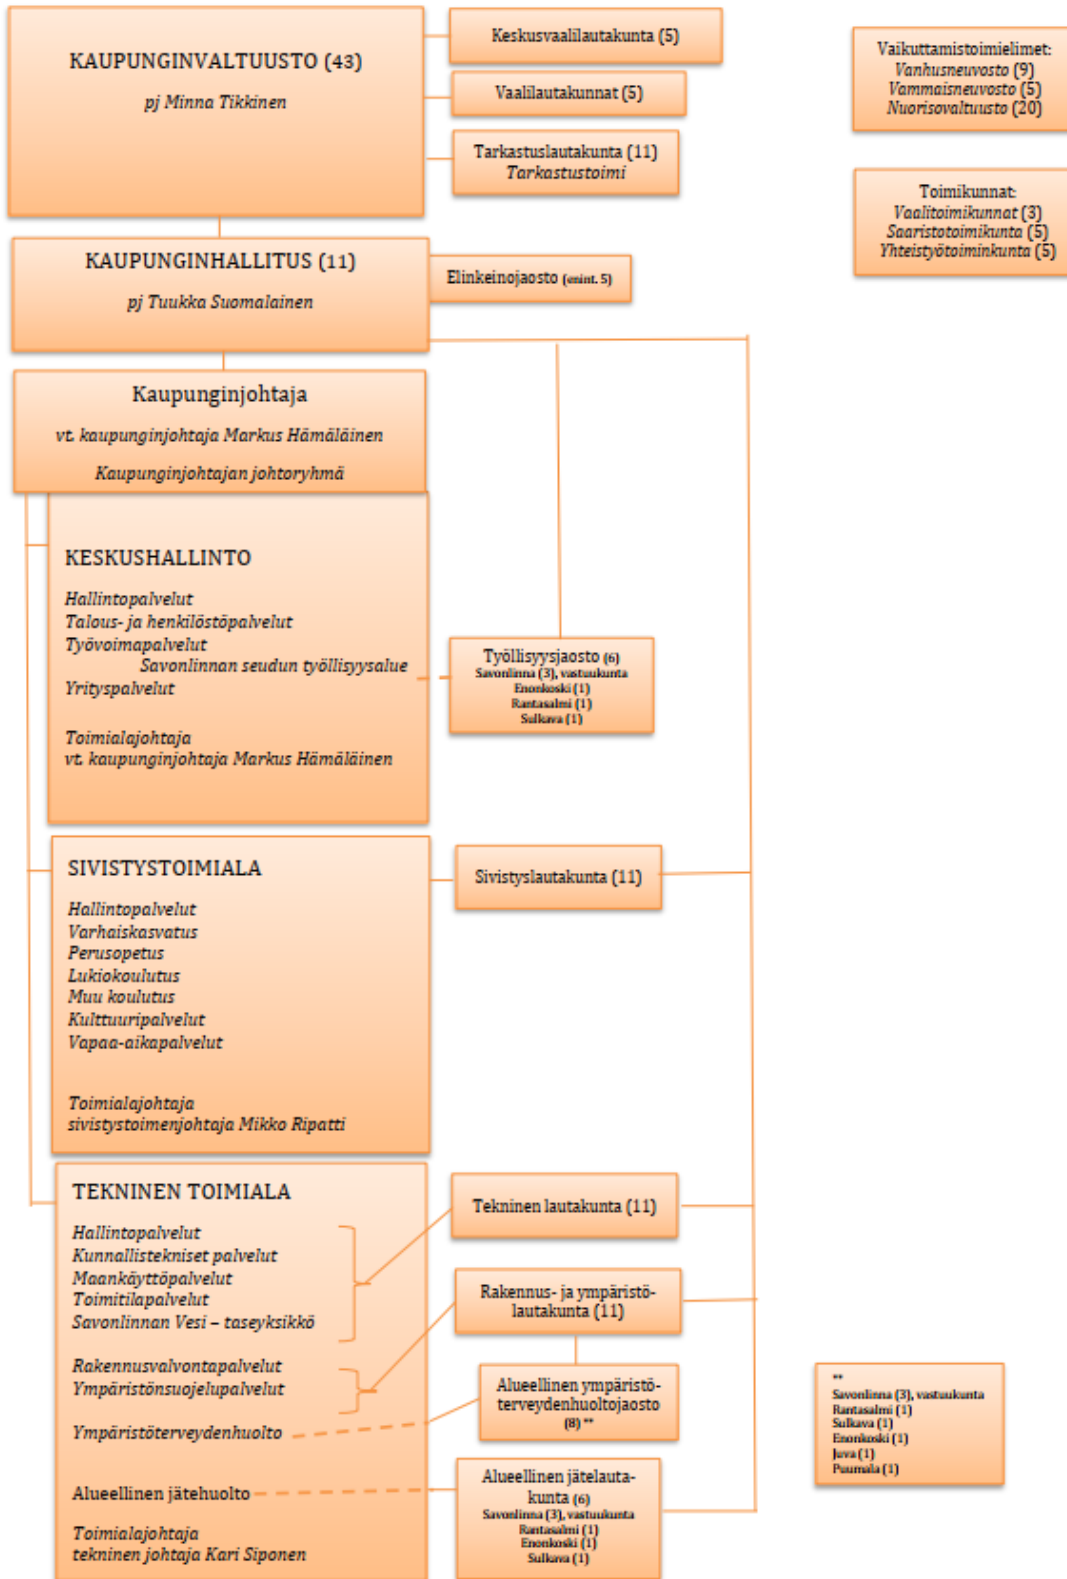 KAUPUNGINVALTUUSTO (43)
pj Minna Tikkinen
Keskusvaalilautakunta (5)
Vaalilautakunnat (5)
Tarkastuslautakunta (11)
Tarkastustoimi
Vaikuttamistoimielimet:
Vanhusneuvosto (9)
Vammaisneuvosto (5)
Nuorisovaltuusto (20)
Toimikunnat:
Vaalitoimikunnat (3)
Saaristotoimikunta (5)
Yhteistyötoiminkunta (5)
KAUPUNGINHALLITUS (11)
pj Tuukka Suomalainen
Elinkeinojaosto (enint. 5)
Kaupunginjohtaja
vt. kaupunginjohtaja Markus Hämäläinen
Kaupunginjohtajan johtoryhmä
KESKUSHALLINTO
Hallintopalvelut
Talous- ja henkilöstöpalvelut
Työvoimapalvelut
Savonlinnan seudun työllisyysalue
Yrityspalvelut
Toimialajohtaja
vt. kaupunginjohtaja Markus Hämäläinen
Työllisyysjaosto (6)
Savonlinna (3), vastuukunta
Enonkoski (1)
Rantasalmi (1)
Sulkava (1)
SIVISTYSTOIMIALA
Hallintopalvelut
Varhaiskasvatus
Perusopetus
Lukiokoulutus
Muu koulutus
Kulttuuripalvelut
Vapaa-aikapalvelut
Toimialajohtaja
sivistystoimenjohtaja Mikko Ripatti
Sivistyslautakunta (11)
TEKNINEN TOIMIALA
Hallintopalvelut
Kunnallistekniset palvelut
Maankäyttöpalvelut
Toimitilapalvelut
Savonlinnan Vesi – taseyksikkö
Rakennusvalvontapalvelut
Ympäristönsuojelupalvelut
Ympäristöterveydenhuolto
Alueellinen jätehuolto
Toimialajohtaja
tekninen johtaja Kari Siponen
Tekninen lautakunta (11)
Rakennus- ja ympäristö-
lautakunta (11)
Alueellinen ympäristö-
terveydenhuoltojaosto
(8) **
Alueellinen jätelauta-
kunta (6)
Savonlinna (3), vastuukunta
Rantasalmi (1)
Enonkoski (1)
Sulkava (1)
**
Savonlinna (3), vastuukunta
Rantasalmi (1)
Sulkava (1)
Enonkoski (1)
Juva (1)
Puumala (1)